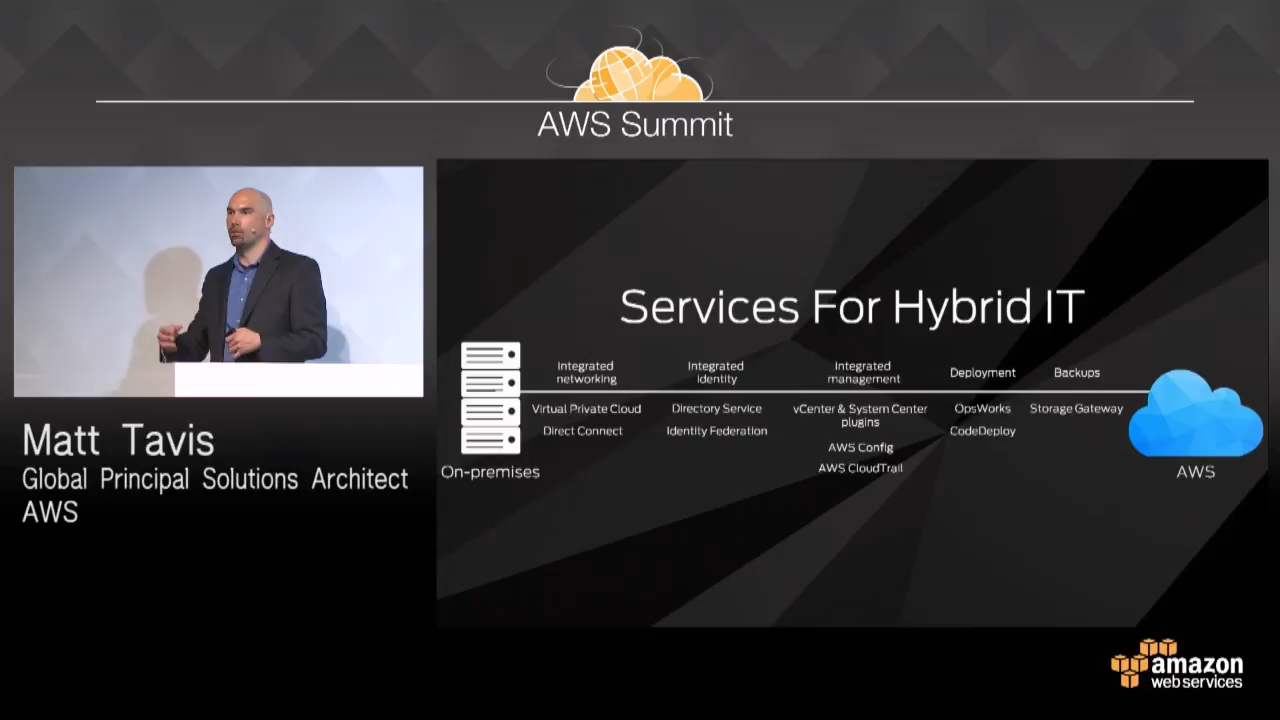 AWS Summit
Matt Tavis
Global Principal Solutions Architect
AWS
Services For Hybrid IT
Integrated
networking
Integrated
identity
Integrated
management
Deployment
Backups
Virtual Private Cloud
Direct Connect
Directory Service
Identity Federation
vCenter & System Center
plugins
AWS Config
AWS CloudTrail
OpsWorks
CodeDeploy
Storage Gateway
On-premises
AWS
amazon
web services